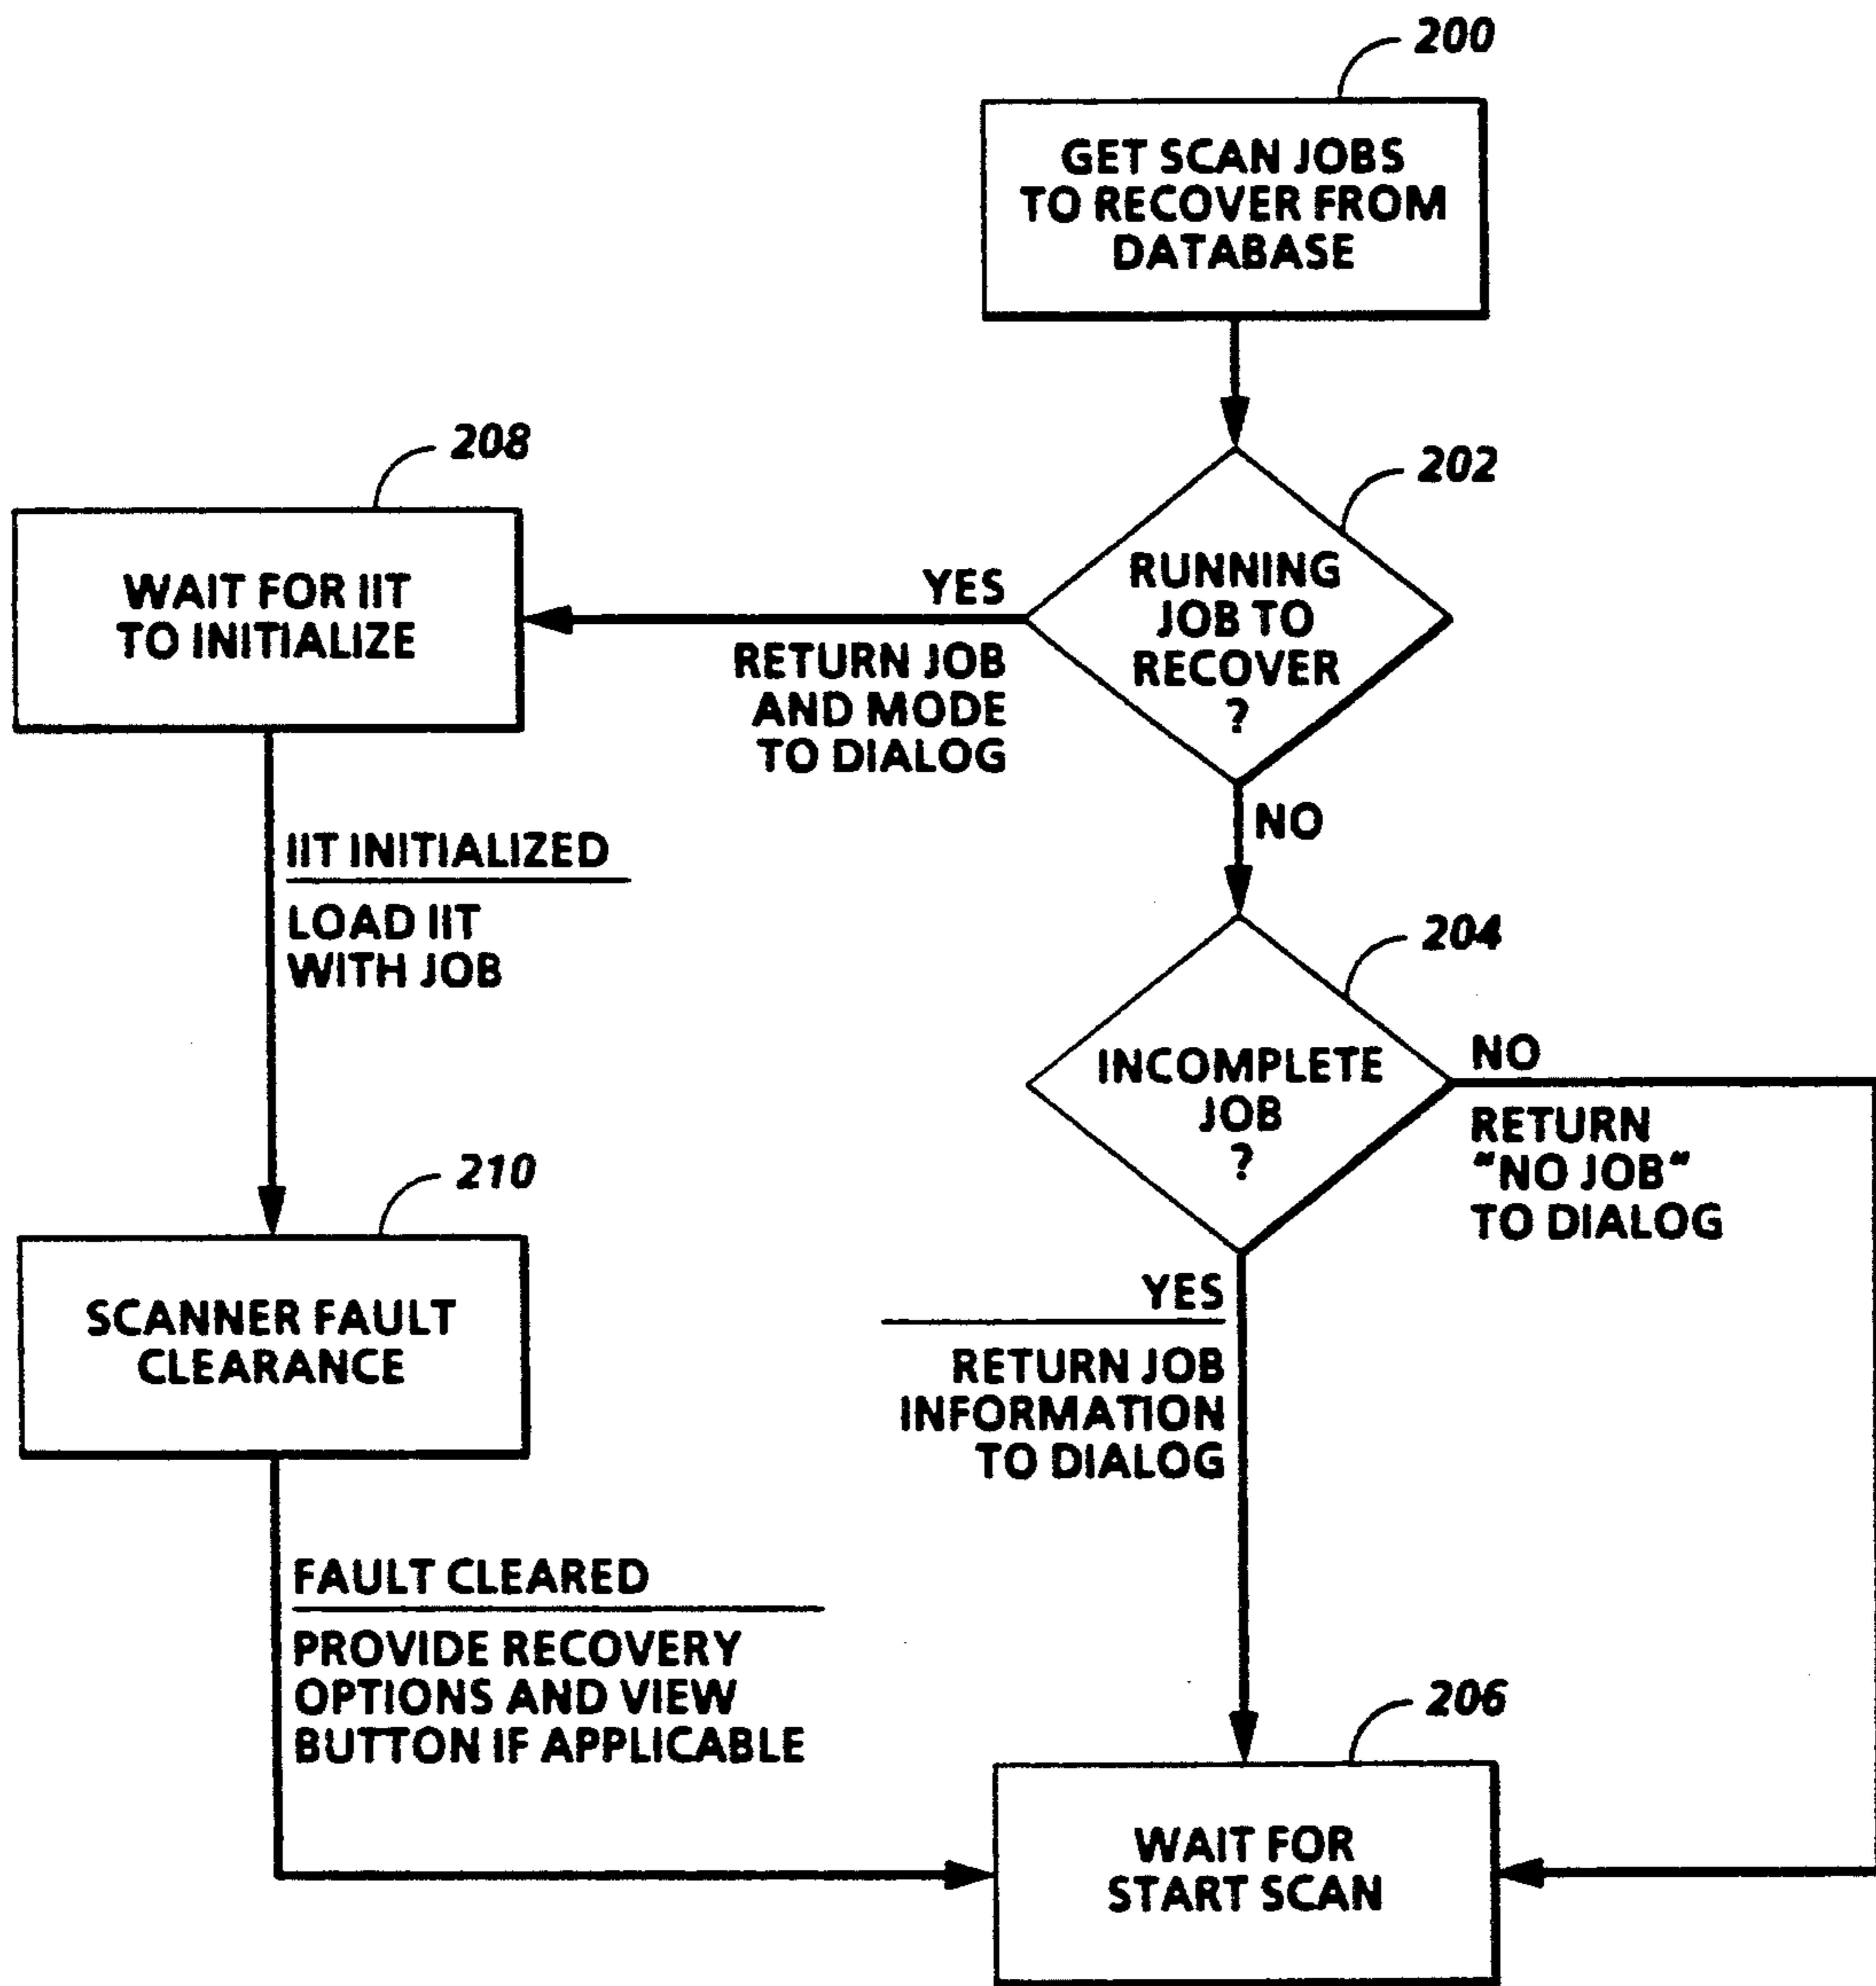 200
GET SCAN JOBS
TO RECOVER FROM
DATABASE
208
202
WAIT FOR IIT
TO INITIALIZE
YES
RETURN JOB
AND MODE
TO DIALOG
RUNNING
JOB TO
RECOVER
?
NO
IIT INITIALIZED
LOAD IIT
WITH JOB
204
INCOMPLETE
JOB
?
NO
RETURN
"NO JOB"
TO DIALOG
210
SCANNER FAULT
CLEARANCE
YES
RETURN JOB
INFORMATION
TO DIALOG
FAULT CLEARED
PROVIDE RECOVERY
OPTIONS AND VIEW
BUTTON IF APPLICABLE
206
WAIT FOR
START SCAN